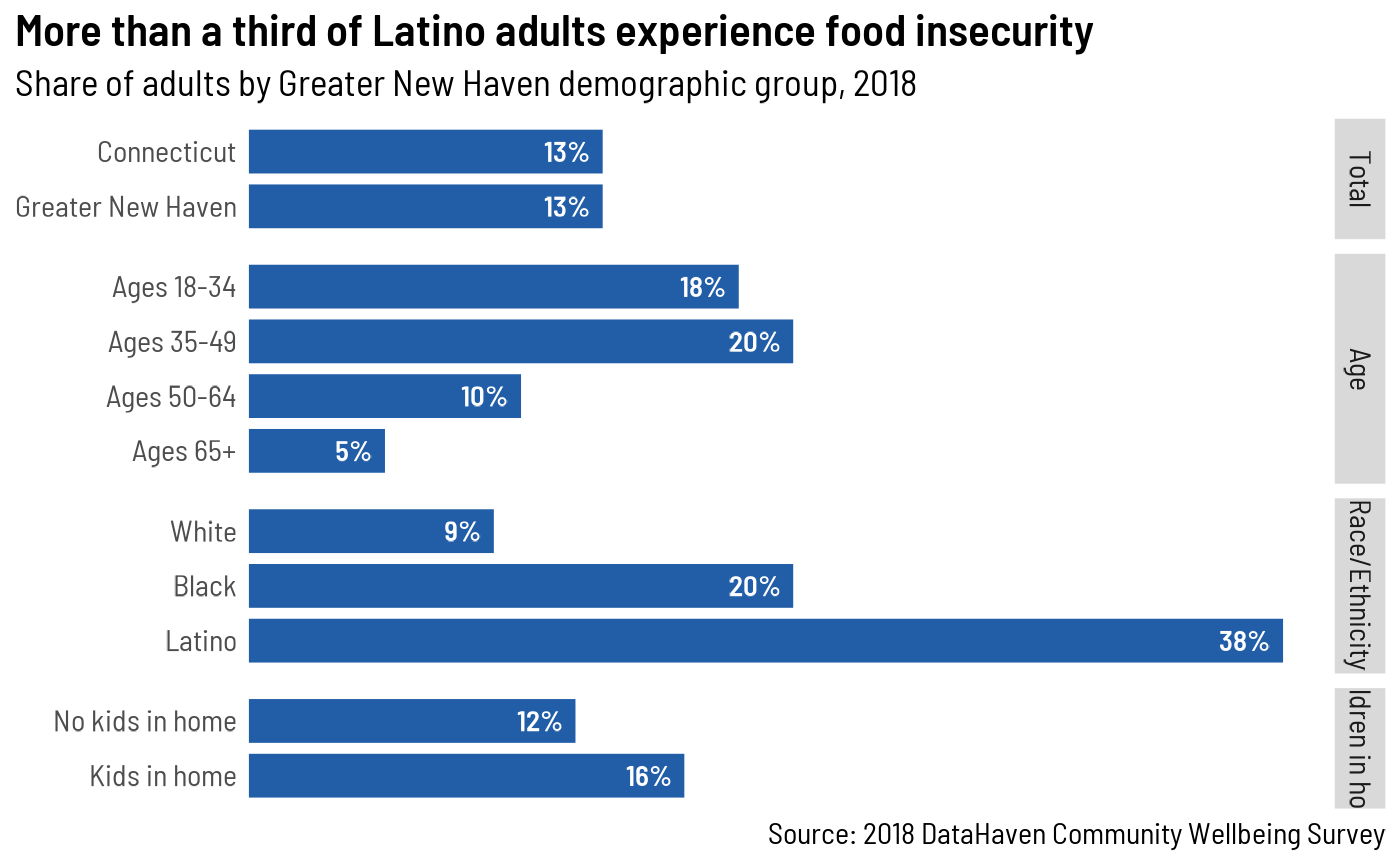 More than a third of Latino adults experience food insecurity
Share of adults by Greater New Haven demographic group, 2018
Connecticut 13%
Greater New Haven 13%
Total
Ages 18-34 18%
Ages 35-49 20%
Ages 50-64 10%
Ages 65+ 5%
Age
White 9%
Black 20%
Latino 38%
Race/Ethnicity
No kids in home 12%
Kids in home 16%
ldren in ho
Source: 2018 DataHaven Community Wellbeing Survey